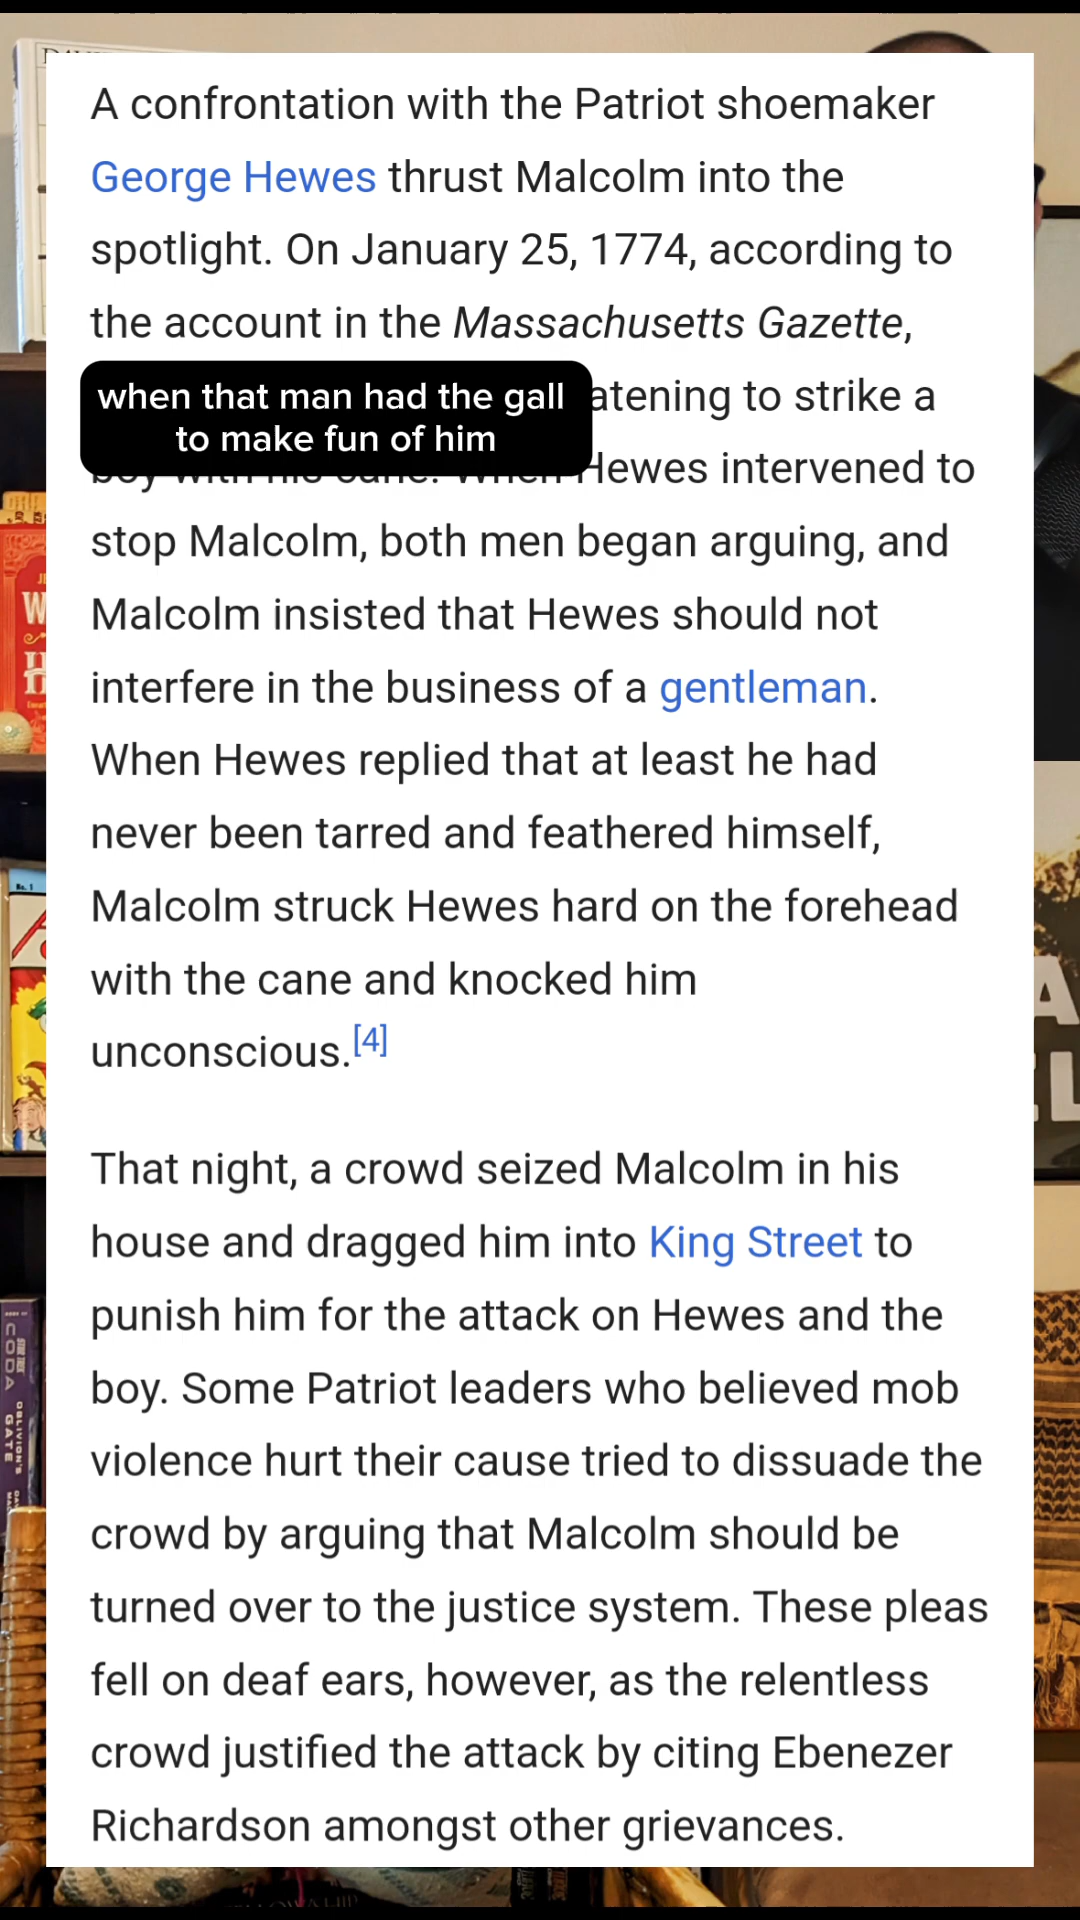 A confrontation with the Patriot shoemaker
George Hewes thrust Malcolm into the
spotlight. On January 25, 1774, according to
the account in the Massachusetts Gazette,
when that man had the gall
to make fun of him
atening to strike a
boy with his cane. When Hewes intervened to
stop Malcolm, both men began arguing, and
Malcolm insisted that Hewes should not
interfere in the business of a gentleman.
When Hewes replied that at least he had
never been tarred and feathered himself,
Malcolm struck Hewes hard on the forehead
with the cane and knocked him
unconscious.[4]
That night, a crowd seized Malcolm in his
house and dragged him into King Street to
punish him for the attack on Hewes and the
boy. Some Patriot leaders who believed mob
violence hurt their cause tried to dissuade the
crowd by arguing that Malcolm should be
turned over to the justice system. These pleas
fell on deaf ears, however, as the relentless
crowd justified the attack by citing Ebenezer
Richardson amongst other grievances.
CODA
OBLIVION'S
GATE